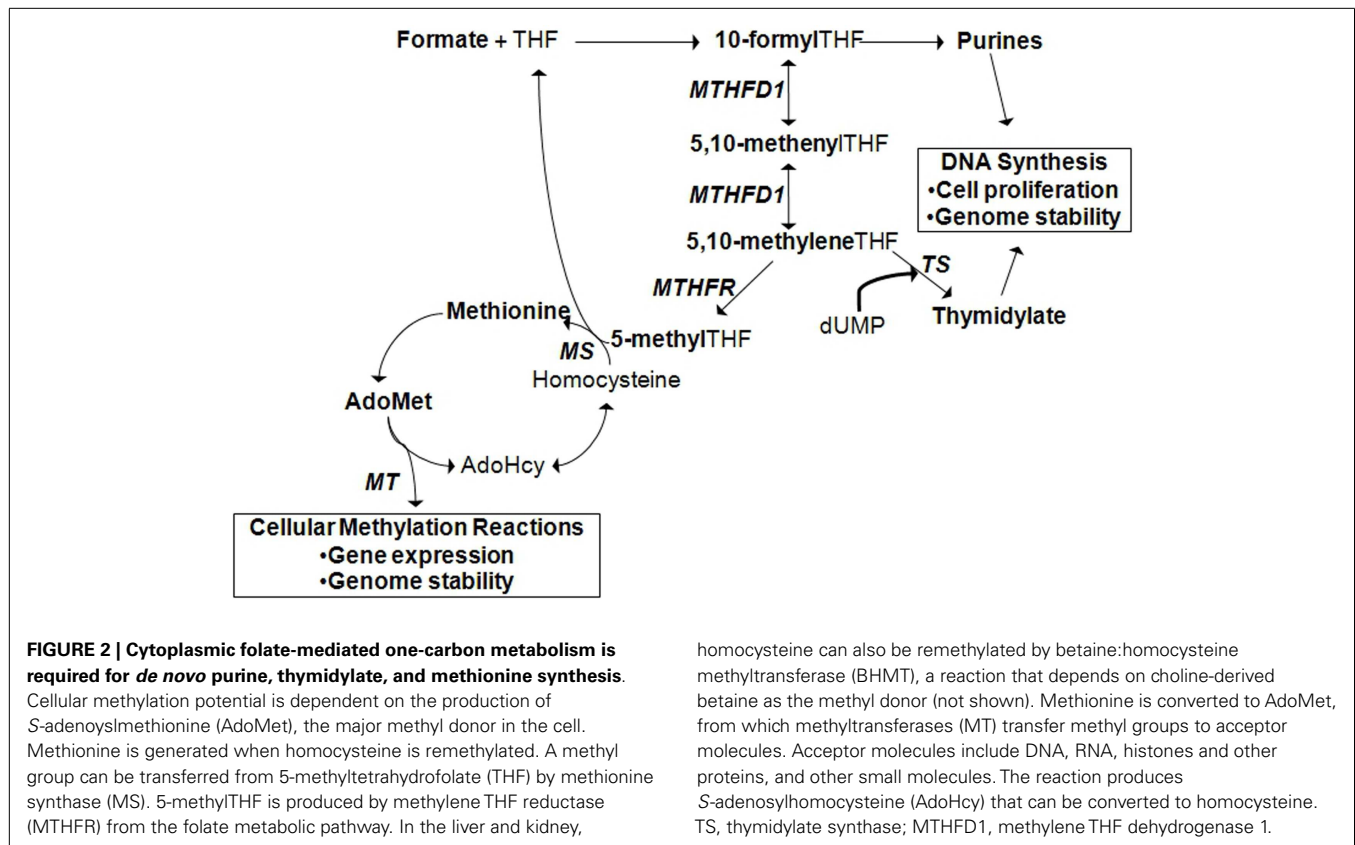 Formate + THF
10-formylTHF
Purines
MTHFD1
5,10-methenylTHF
DNA Synthesis
•Cell proliferation
•Genome stability
MTHFD1
5,10-methyleneTHF
TS
MTHFR
dUMP
Thymidylate
Methionine
5-methylTHF
MS
Homocysteine
AdoMet
AdoHcy
MT
Cellular Methylation Reactions
•Gene expression
•Genome stability
FIGURE 2 | Cytoplasmic folate-mediated one-carbon metabolism is
required for de novo purine, thymidylate, and methionine synthesis.
Cellular methylation potential is dependent on the production of
S-adenoyslmethionine (AdoMet), the major methyl donor in the cell.
Methionine is generated when homocysteine is remethylated. A methyl
group can be transferred from 5-methyltetrahydrofolate (THF) by methionine
synthase (MS). 5-methylTHF is produced by methylene THF reductase
(MTHFR) from the folate metabolic pathway. In the liver and kidney,
homocysteine can also be remethylated by betaine:homocysteine
methyltransferase (BHMT), a reaction that depends on choline-derived
betaine as the methyl donor (not shown). Methionine is converted to AdoMet,
from which methyltransferases (MT) transfer methyl groups to acceptor
molecules. Acceptor molecules include DNA, RNA, histones and other
proteins, and other small molecules. The reaction produces
S-adenosylhomocysteine (AdoHcy) that can be converted to homocysteine.
TS, thymidylate synthase; MTHFD1, methylene THF dehydrogenase 1.